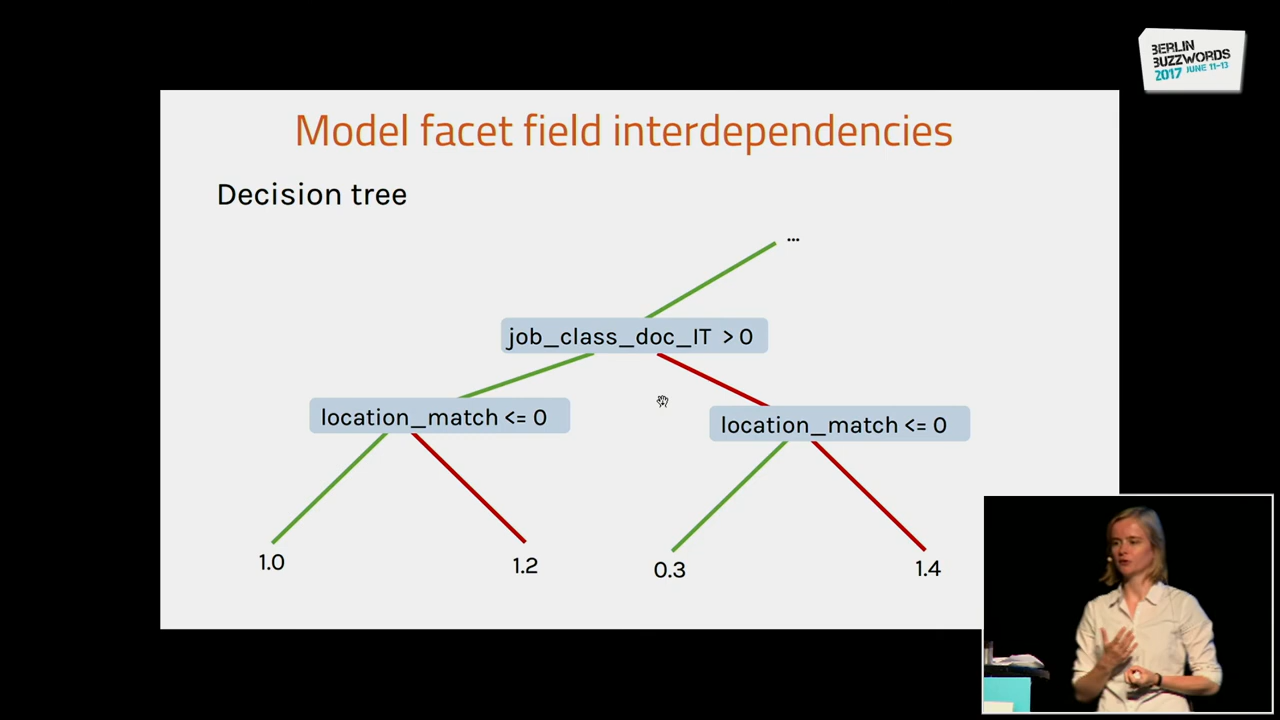 BERLIN
BUZZWORDS
2017 JUNE 11-13
Model facet field interdependencies
Decision tree
...
job_class_doc_IT > 0
location_match <= 0
location_match <= 0
1.0
1.2
0.3
1.4